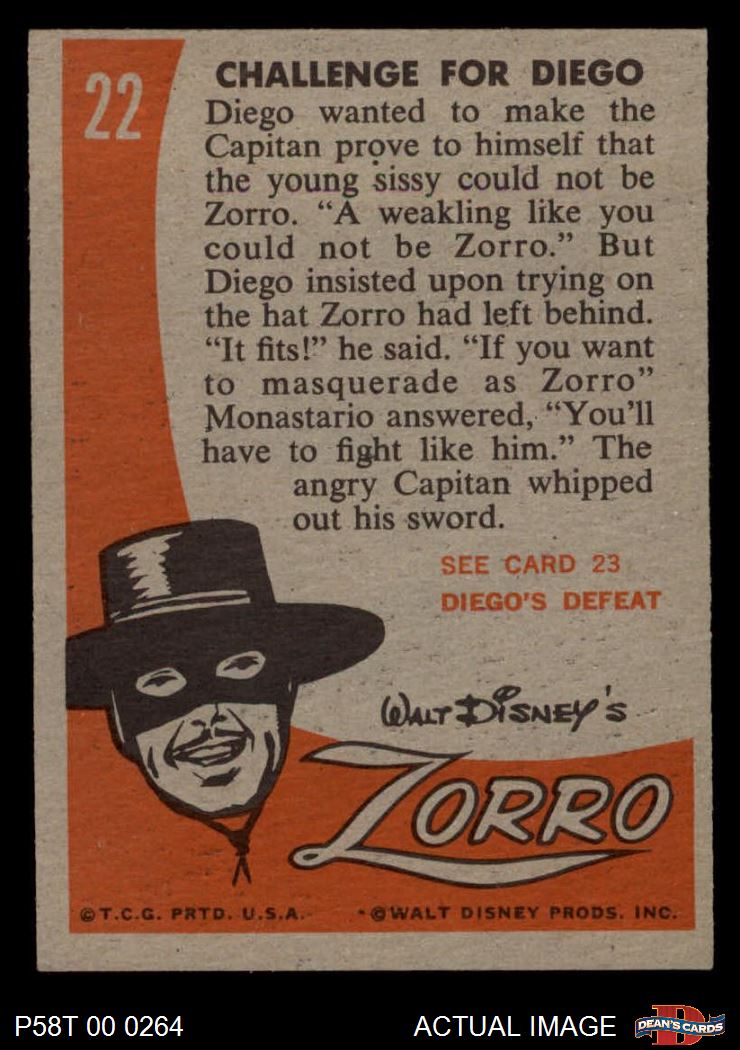 22
CHALLENGE FOR DIEGO
Diego wanted to make the
Capitan prove to himself that
the young sissy could not be
Zorro. “A weakling like you
could not be Zorro.” But
Diego insisted upon trying on
the hat Zorro had left behind.
“It fits!” he said. “If you want
to masquerade as Zorro”
Monastario answered, “You’ll
have to fight like him.” The
angry Capitan whipped
out his sword.
SEE CARD 23
DIEGO'S DEFEAT
WALT DISNEY's
ZORRO
©T.C.G. PRTD. U.S.A. ©WALT DISNEY PRODS. INC.
P58T 00 0264 ACTUAL IMAGE DEAN'S CARDS